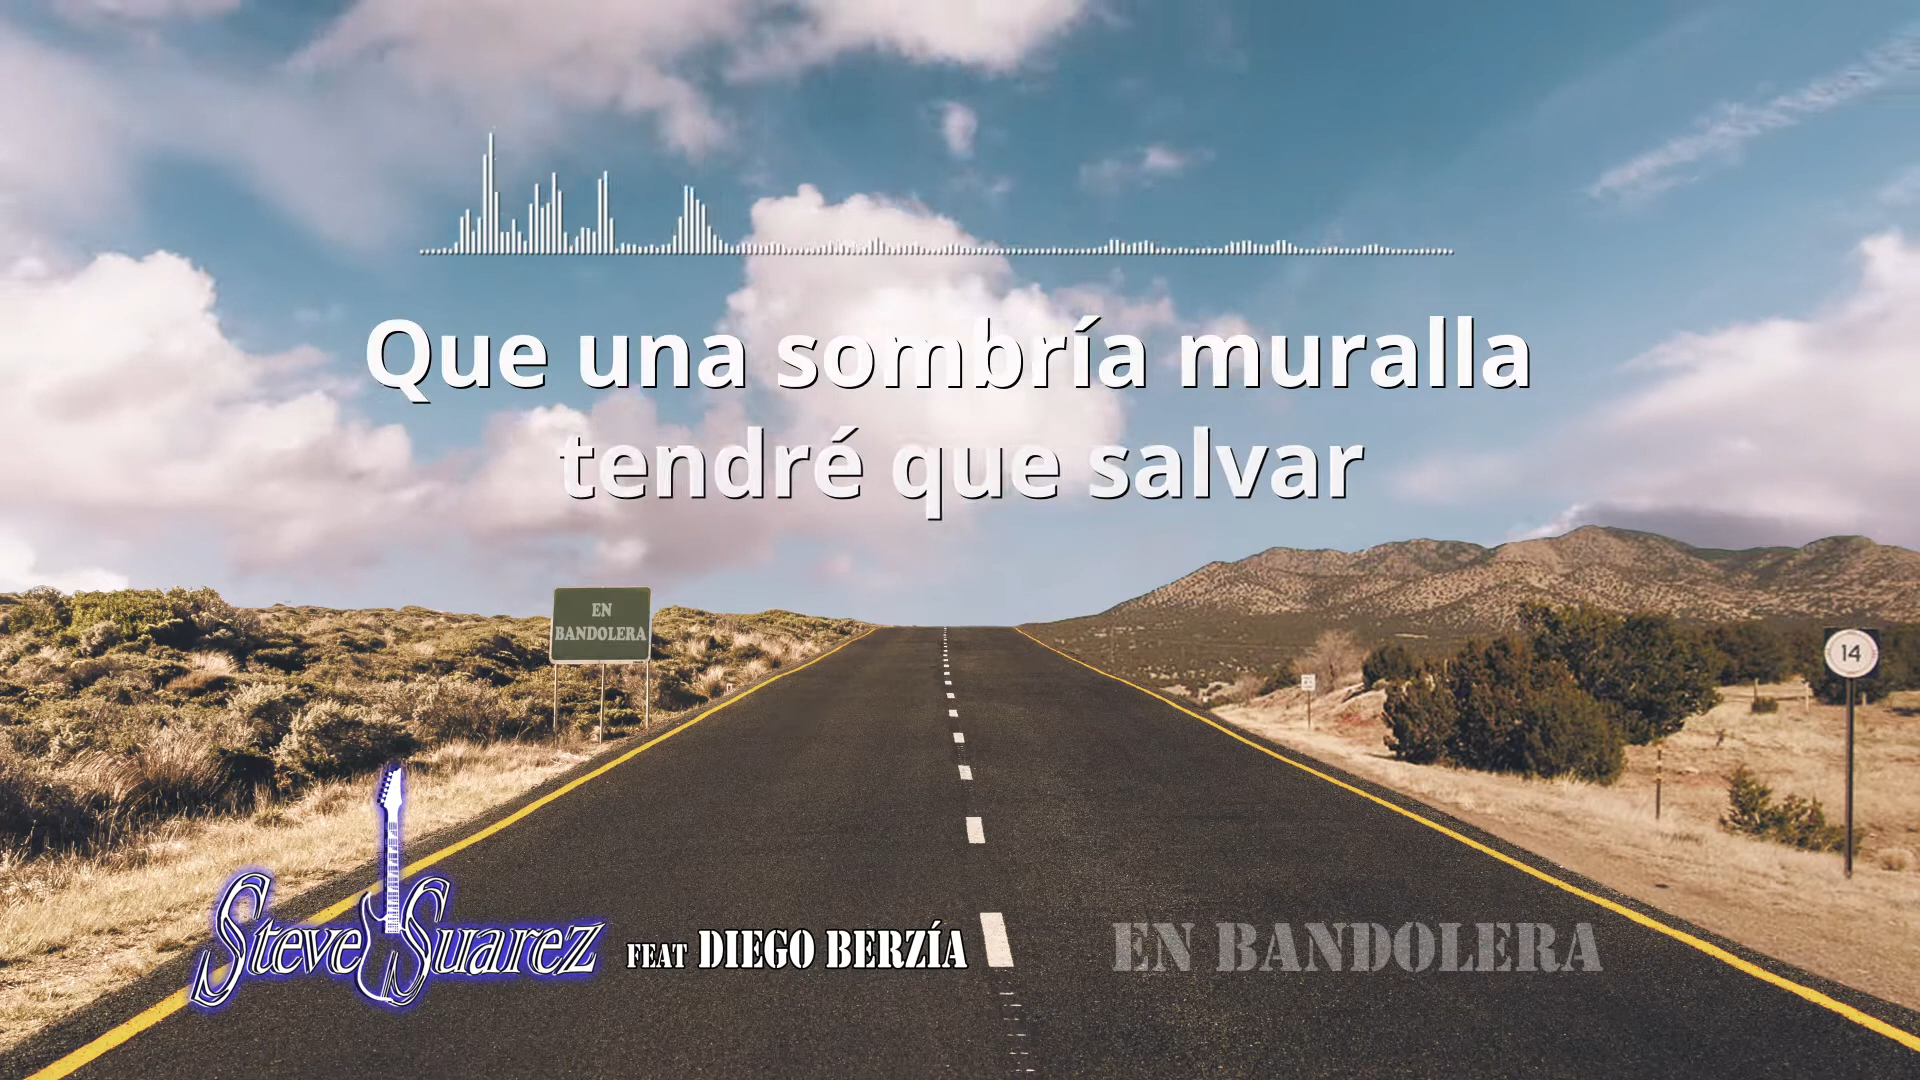 Que una sombría muralla
tendré que salvar
EN
BANDOLERA
14
Steve Suarez FEAT DIEGO BERZÍA
EN BANDOLERA